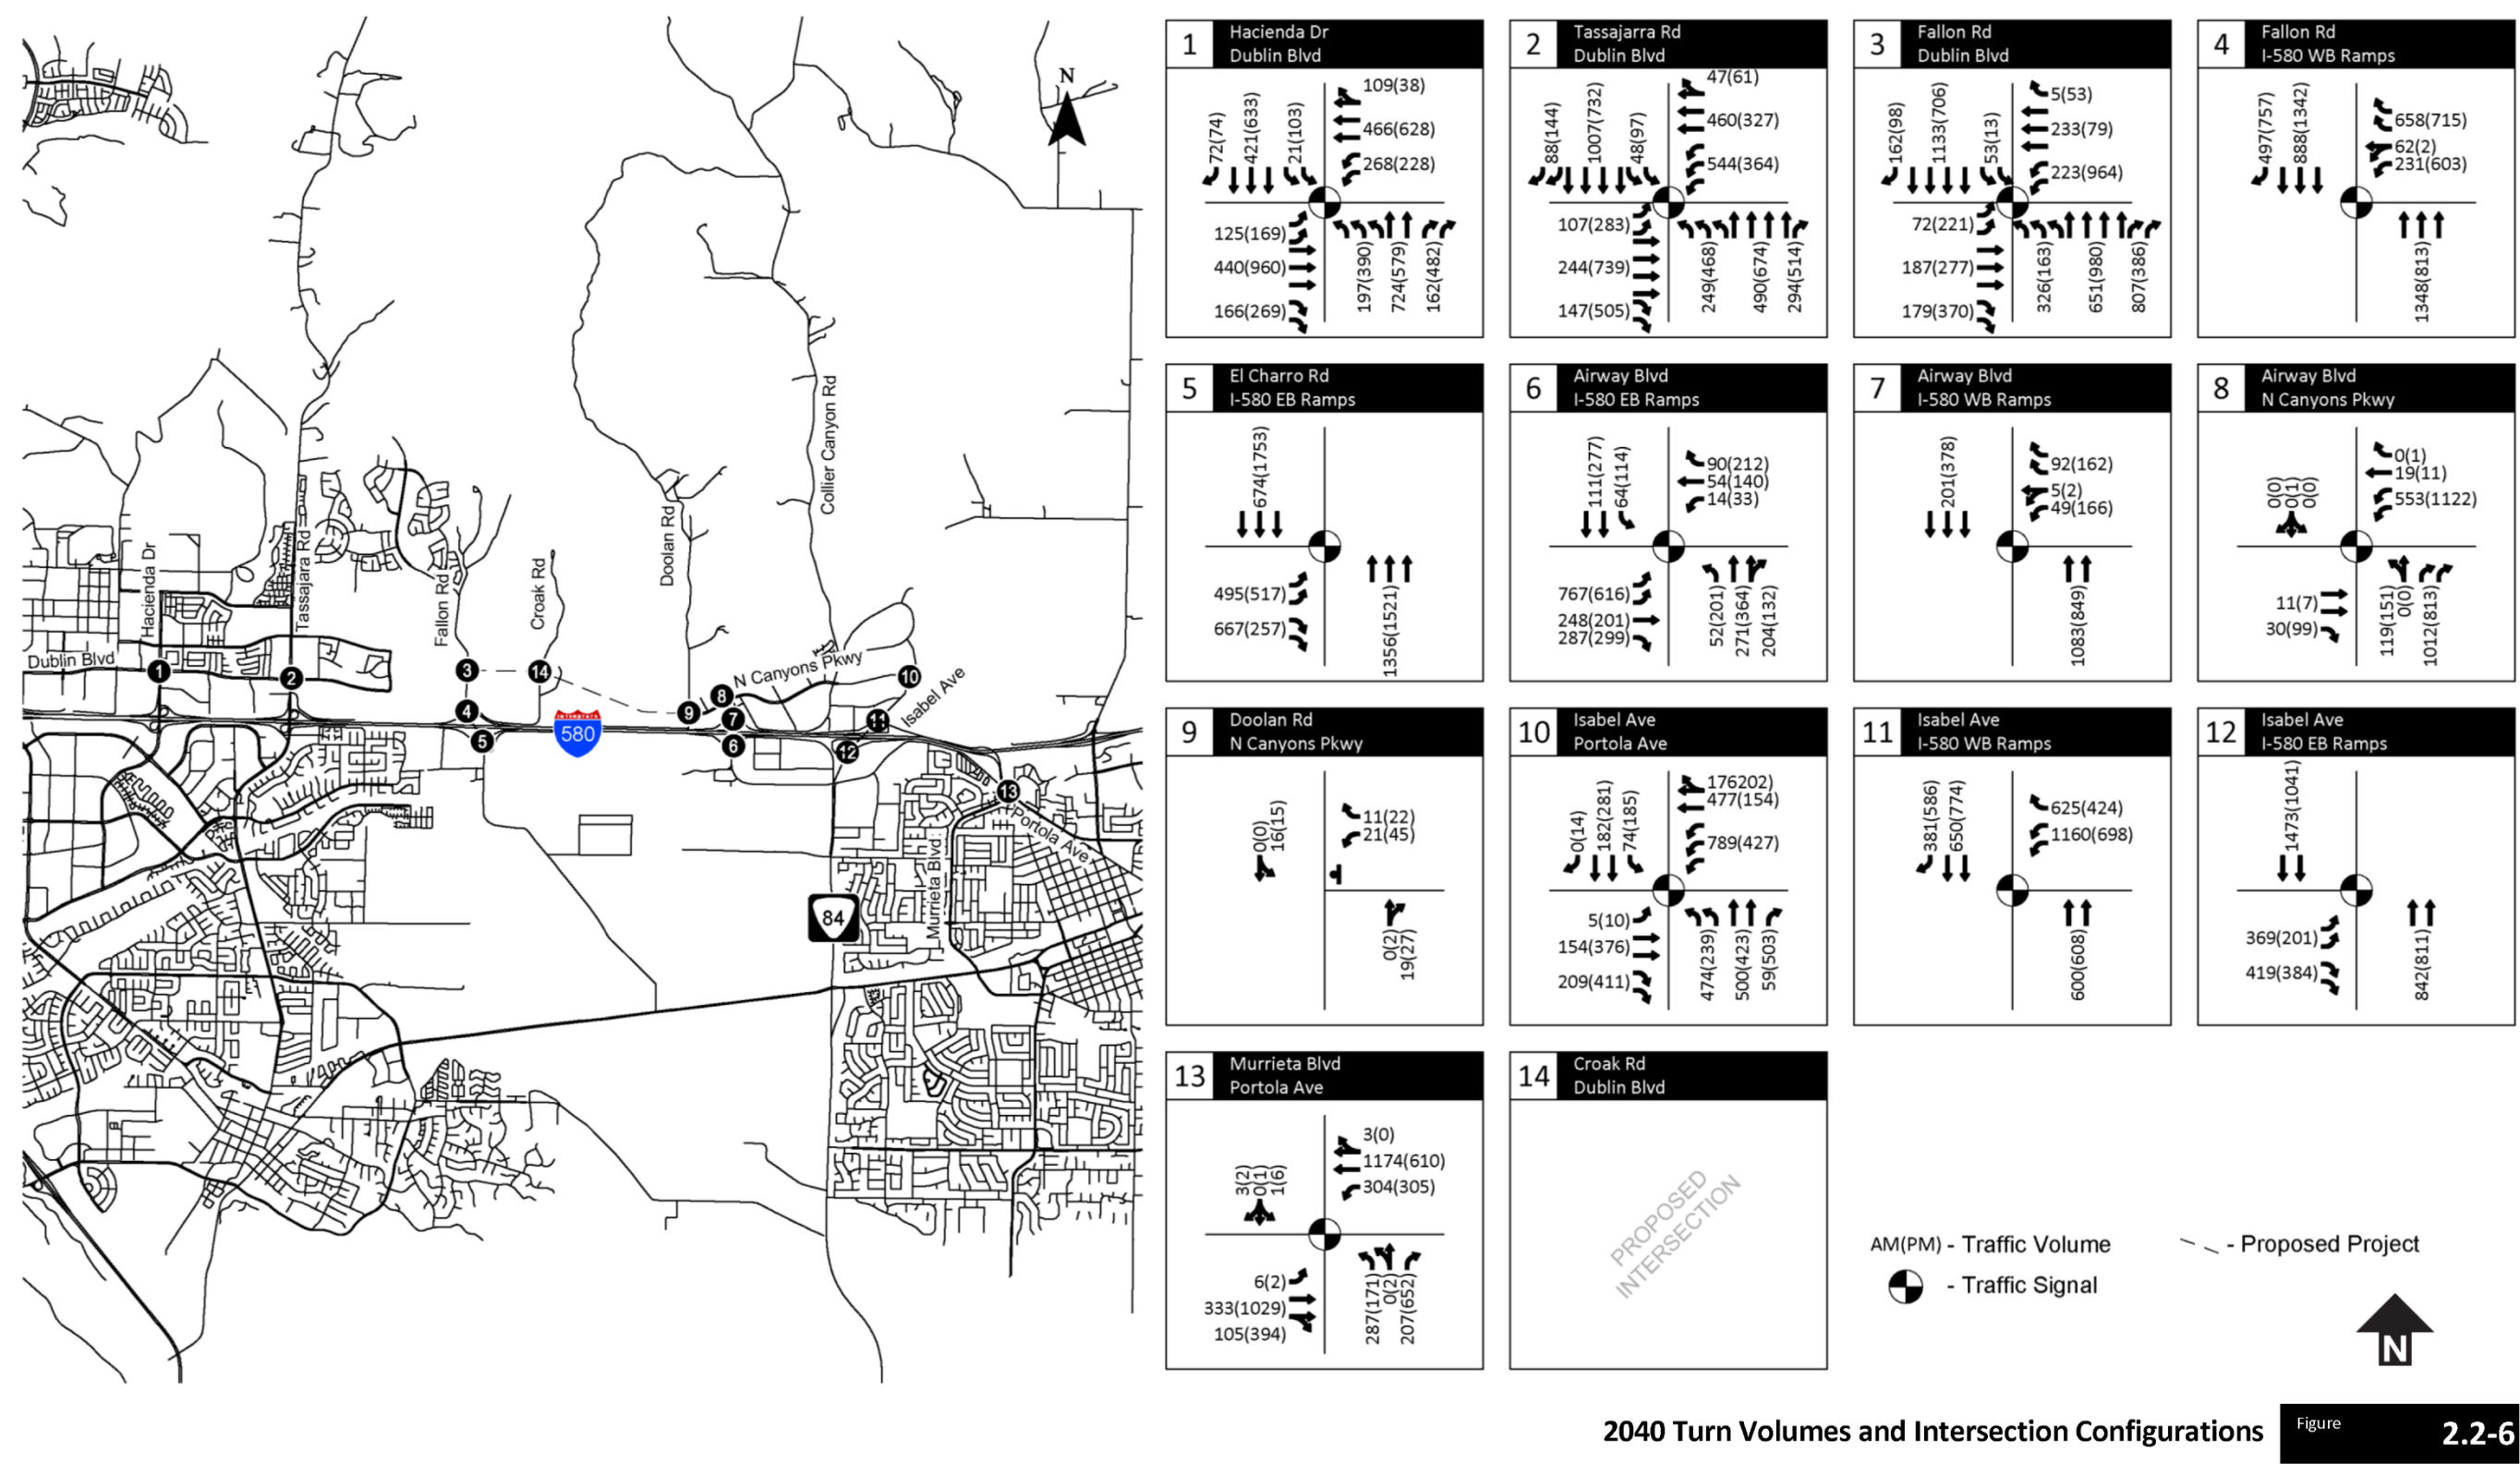 N
Collier Canyon Rd
Doolan Rd
Hacienda Dr
Tassajara Rd
Fallon Rd
Croak Rd
Dublin Blvd
N Canyons Pkwy
Isabel Ave
1
2
3
14
4
5
580
9
8
7
6
10
11
12
13
Portola Ave
Murrieta Blvd
84
1
Hacienda Dr
Dublin Blvd
72(74)
421(633)
21(103)
109(38)
466(628)
268(228)
125(169)
440(960)
166(269)
197(390)
724(579)
162(482)
2
Tassajarra Rd
Dublin Blvd
88(144)
1007(732)
48(97)
47(61)
460(327)
544(364)
107(283)
244(739)
147(505)
249(468)
490(674)
294(514)
3
Fallon Rd
Dublin Blvd
162(98)
1133(706)
53(13)
5(53)
233(79)
223(964)
72(221)
187(277)
179(370)
326(163)
651(980)
807(386)
4
Fallon Rd
I-580 WB Ramps
497(757)
888(1342)
658(715)
62(2)
231(603)
1348(813)
5
El Charro Rd
I-580 EB Ramps
674(1753)
495(517)
667(257)
1356(1521)
6
Airway Blvd
I-580 EB Ramps
111(277)
64(114)
90(212)
54(140)
14(33)
767(616)
248(201)
287(299)
52(201)
271(364)
204(132)
7
Airway Blvd
I-580 WB Ramps
201(378)
92(162)
5(2)
49(166)
1083(849)
8
Airway Blvd
N Canyons Pkwy
0(0)
0(1)
0(0)
0(1)
19(11)
553(1122)
11(7)
30(99)
119(151)
0(0)
1012(813)
9
Doolan Rd
N Canyons Pkwy
0(0)
16(15)
11(22)
21(45)
0(2)
19(27)
10
Isabel Ave
Portola Ave
0(14)
182(281)
74(185)
176202)
477(154)
789(427)
5(10)
154(376)
209(411)
474(239)
500(423)
59(503)
11
Isabel Ave
I-580 WB Ramps
381(586)
650(774)
625(424)
1160(698)
600(608)
12
Isabel Ave
I-580 EB Ramps
1473(1041)
369(201)
419(384)
842(811)
13
Murrieta Blvd
Portola Ave
3(2)
0(1)
1(6)
3(0)
1174(610)
304(305)
6(2)
333(1029)
105(394)
287(171)
0(2)
207(652)
14
Croak Rd
Dublin Blvd
PROPOSED
INTERSECTION
AM(PM) - Traffic Volume
- Proposed Project
- Traffic Signal
N
2040 Turn Volumes and Intersection Configurations
Figure
2.2-6